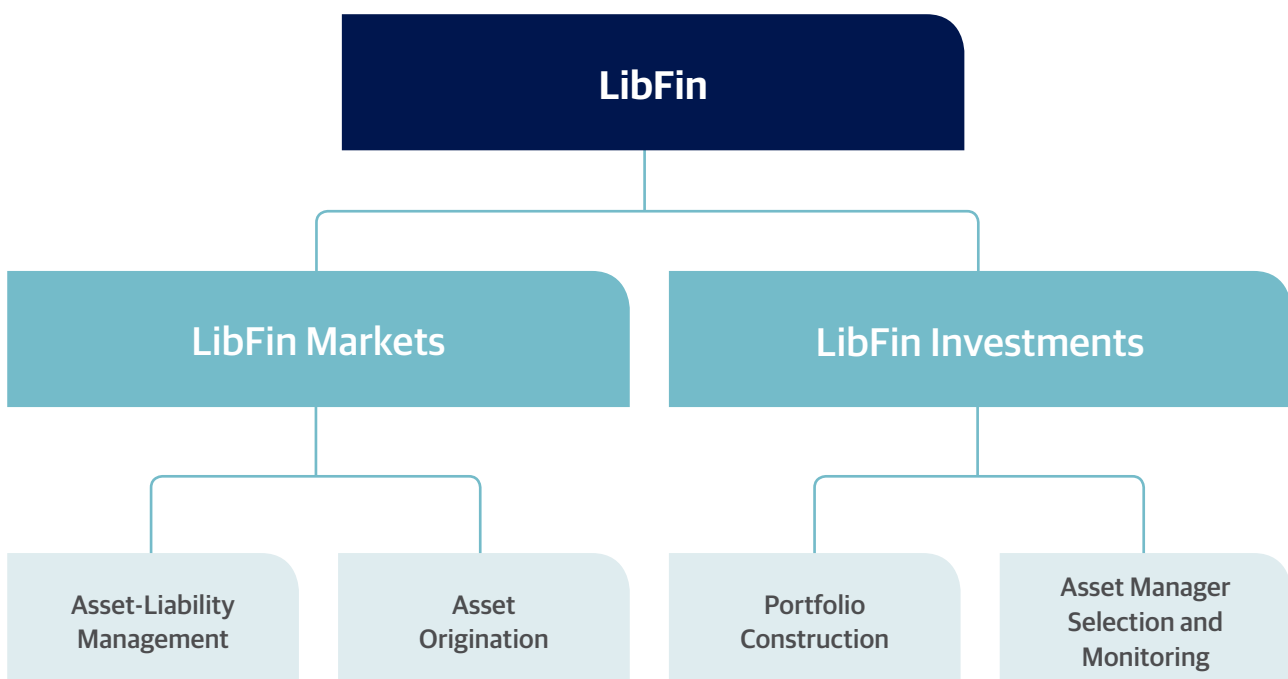 LibFin
LibFin Markets
LibFin Investments
Asset-Liability
Management
Asset
Origination
Portfolio
Construction
Asset Manager
Selection and
Monitoring